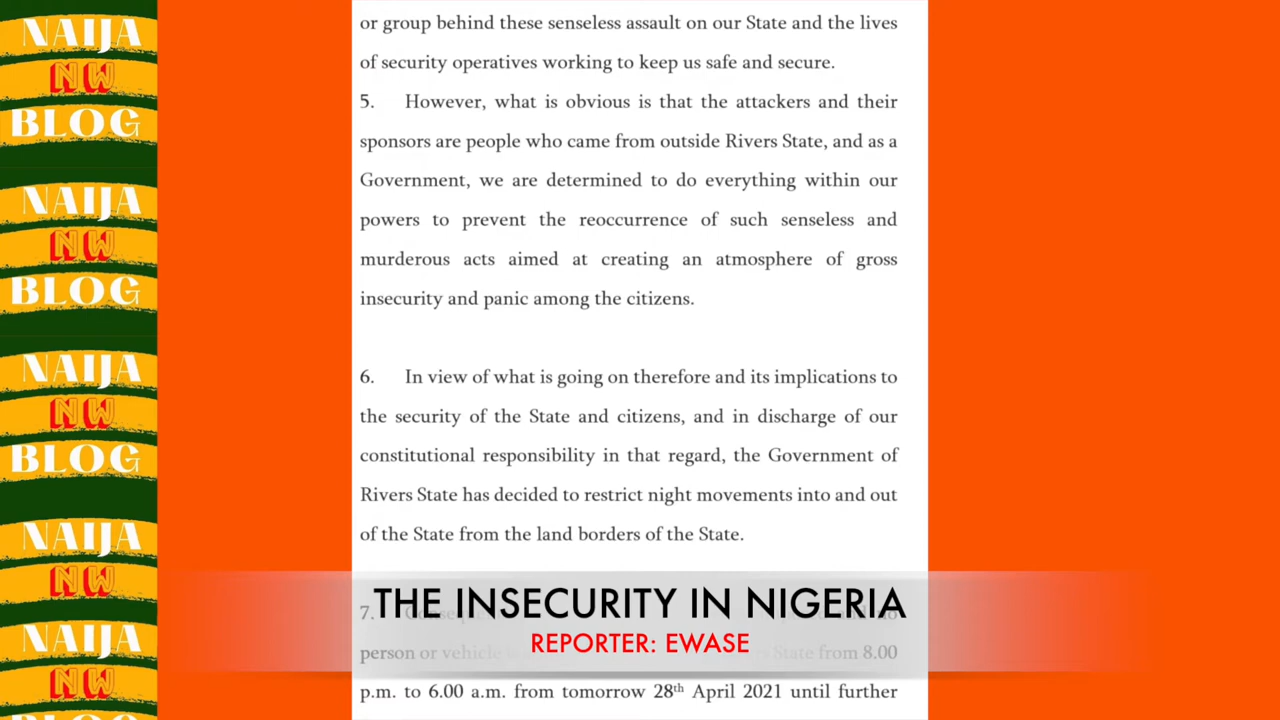 NAIJA
NW
BLOG
NAIJA
NW
BLOG
NAIJA
NW
BLOG
NAIJA
NW
NAIJA
NW
or group behind these senseless assault on our State and the lives
of security operatives working to keep us safe and secure.
5. However, what is obvious is that the attackers and their
sponsors are people who came from outside Rivers State, and as a
Government, we are determined to do everything within our
powers to prevent the reoccurrence of such senseless and
murderous acts aimed at creating an atmosphere of gross
insecurity and panic among the citizens.
6. In view of what is going on therefore and its implications to
the security of the State and citizens, and in discharge of our
constitutional responsibility in that regard, the Government of
Rivers State has decided to restrict night movements into and out
of the State from the land borders of the State.
7.
person or vehicle State from 8.00
p.m. to 6.00 a.m. from tomorrow 28th April 2021 until further
THE INSECURITY IN NIGERIA
REPORTER: EWASE